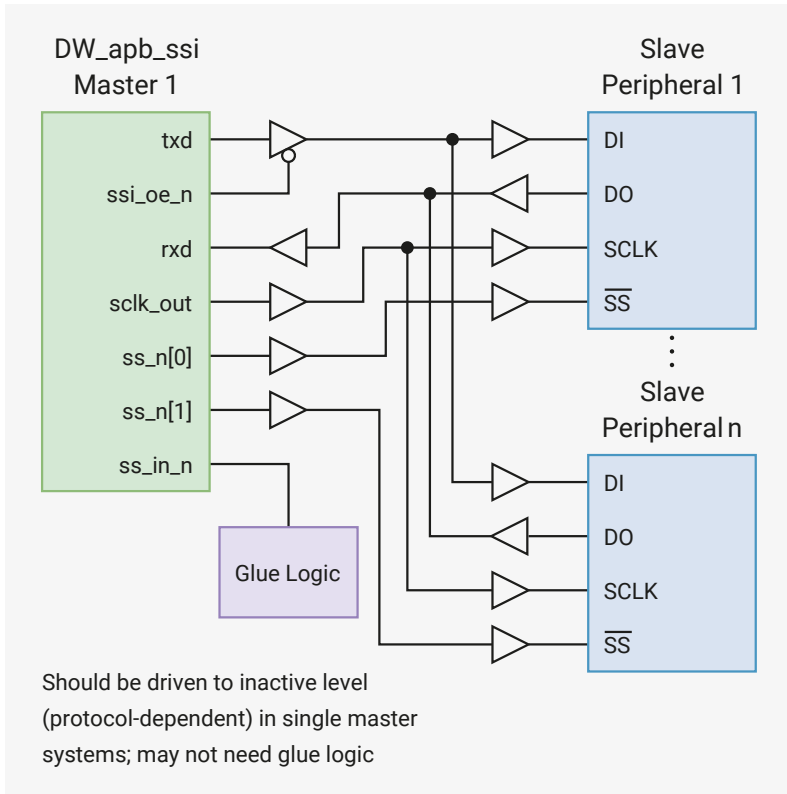 DW_apb_ssi
Master 1
txd
ssi_oe_n
rxd
sclk_out
ss_n[0]
ss_n[1]
ss_in_n
Glue Logic
Slave
Peripheral 1
DI
DO
SCLK
S̅S̅
Slave
Peripheral n
DI
DO
SCLK
S̅S̅
Should be driven to inactive level
(protocol-dependent) in single master
systems; may not need glue logic